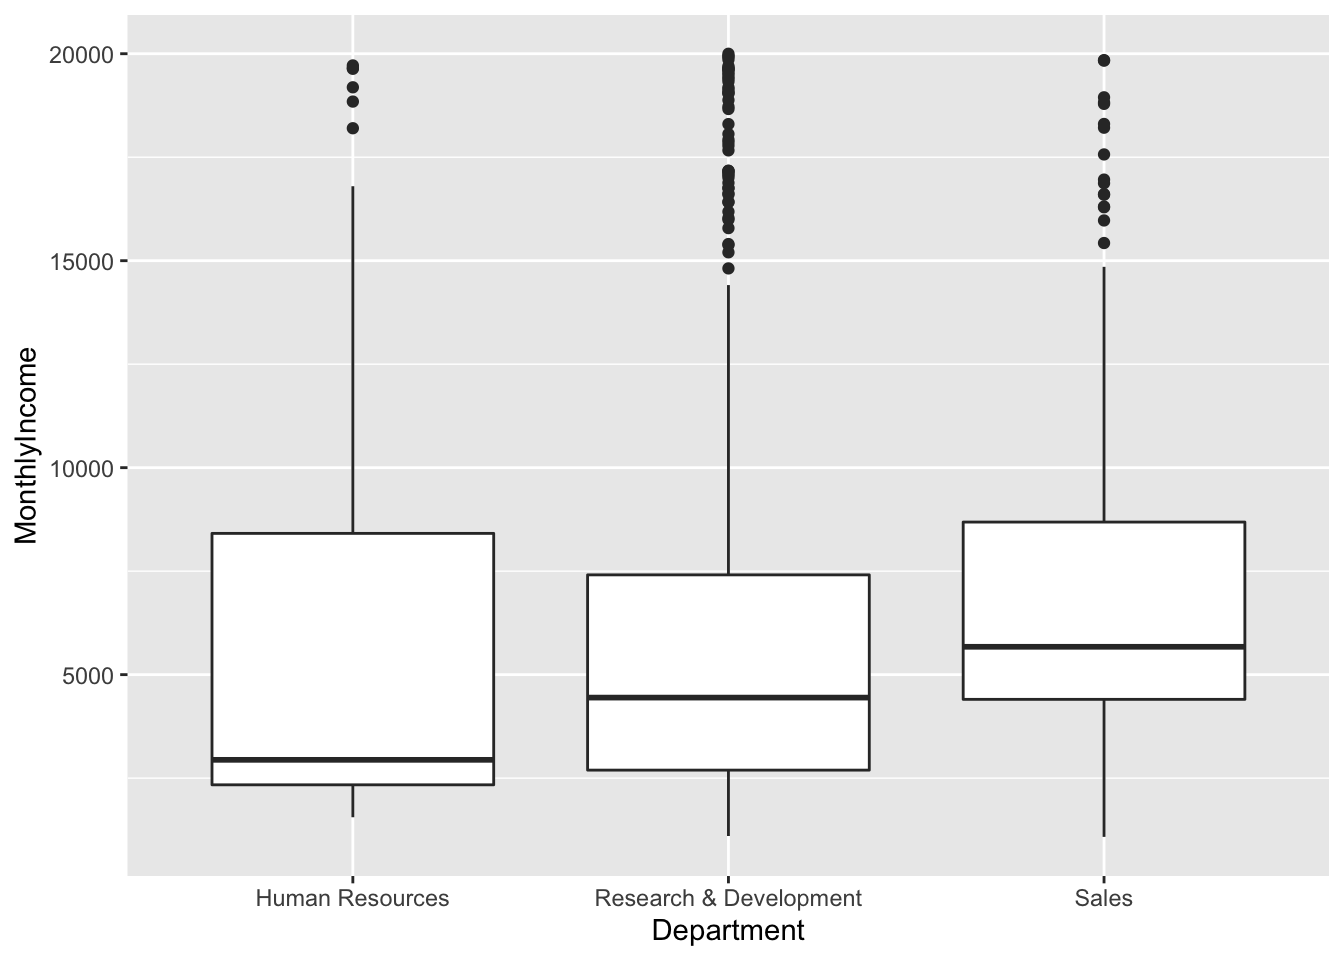 20000
15000
10000
5000
MonthlyIncome
Human Resources
Research & Development
Sales
Department